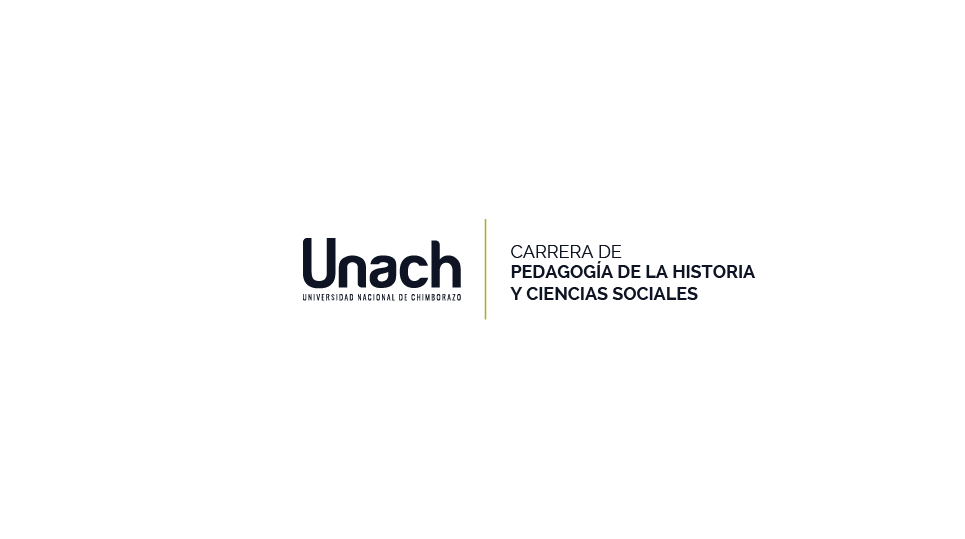 Unach
UNIVERSIDAD NACIONAL DE CHIMBORAZO
CARRERA DE
PEDAGOGÍA DE LA HISTORIA
Y CIENCIAS SOCIALES